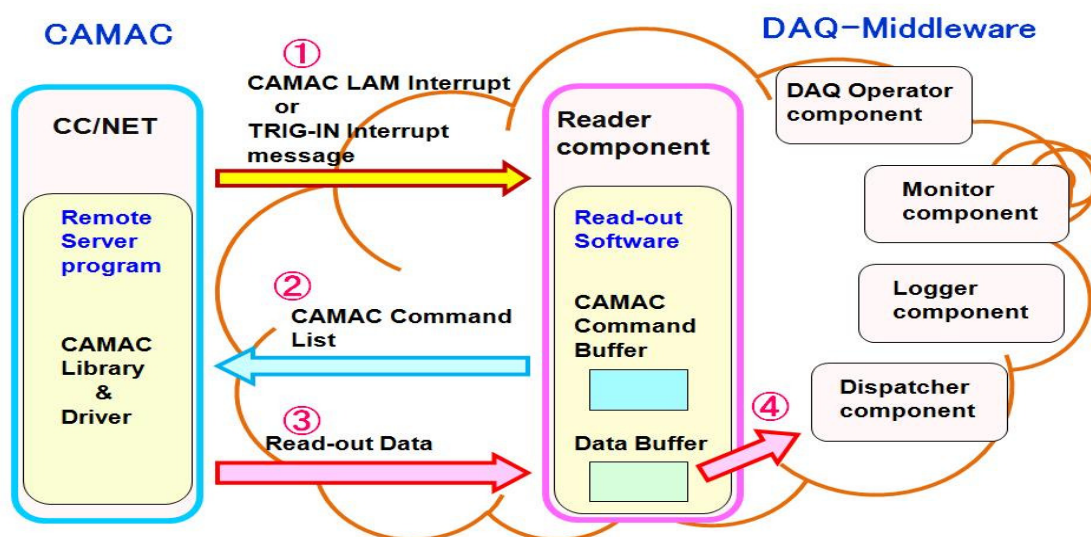 CAMAC
DAQ-Middleware
①
CAMAC LAM Interrupt
or
TRIG-IN Interrupt
message
CC/NET
Remote
Server
program
CAMAC
Library
&
Driver
②
CAMAC Command
List
③
Read-out Data
Reader
component
Read-out
Software
CAMAC
Command
Buffer
Data Buffer
④
DAQ Operator
component
Monitor
component
Logger
component
Dispatcher
component